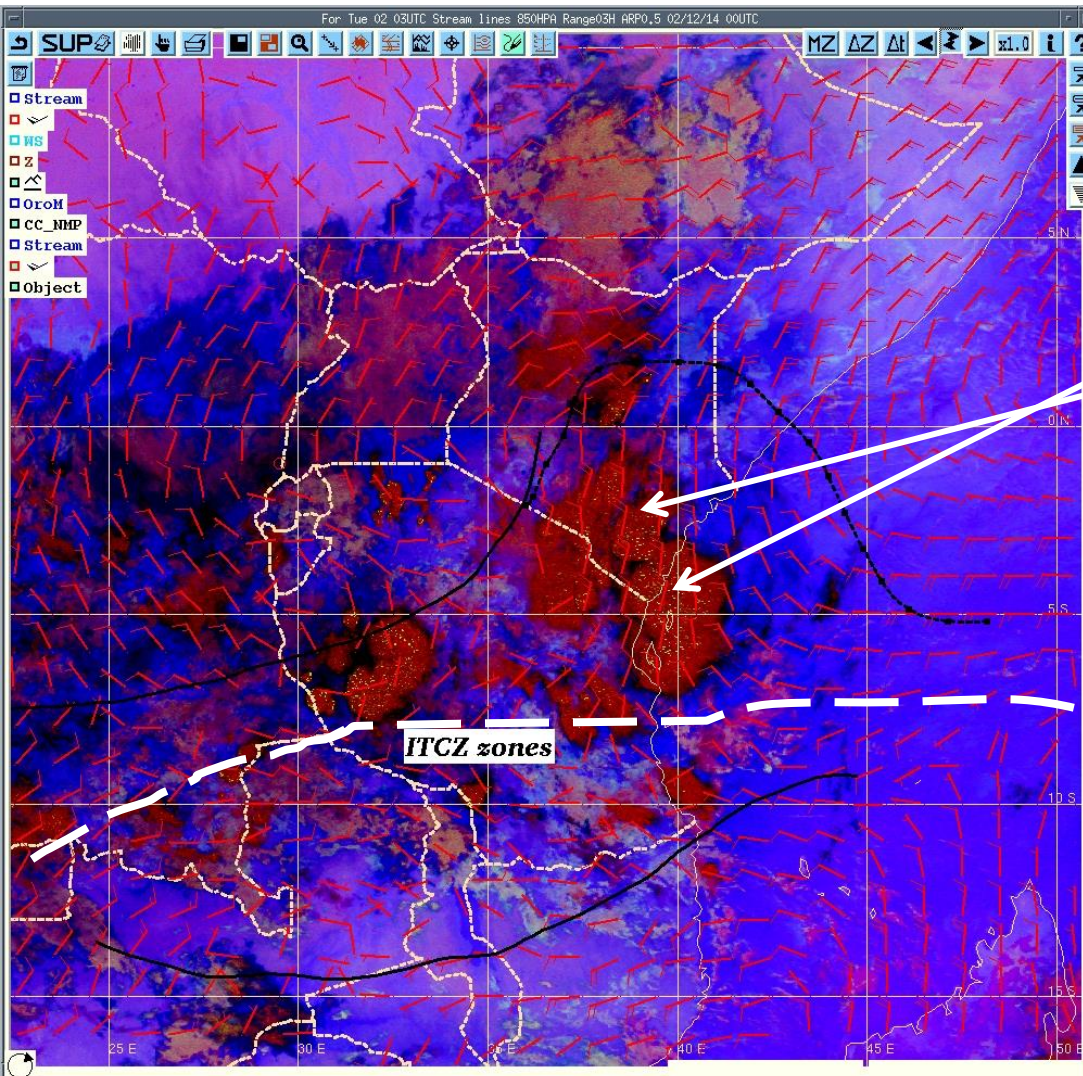 For Tue 02 03UTC Stream lines 850HPA Range03H ARP0.5 02/12/14 00UTC
SUP MZ ΔZ Δt x1.0 i ?
Stream
WS
Z
OroM
CC_NMP
Stream
Object
5 N
0 N
5 S
ITCZ zones
10 S
15 S
25 E 30 E 35 E 40 E 45 E 50 E